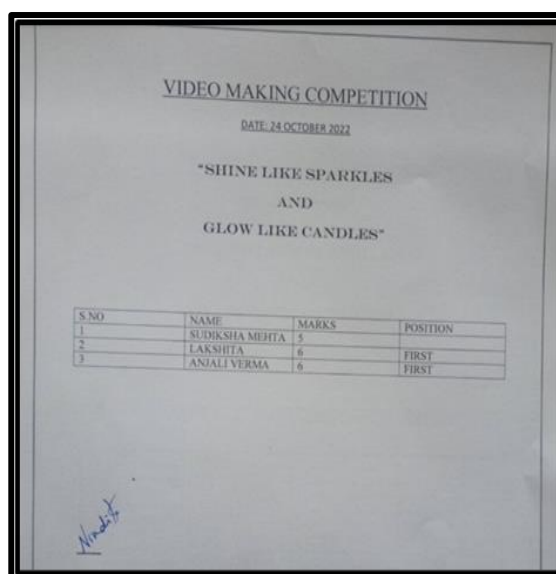 VIDEO MAKING COMPETITION
DATE: 24 OCTOBER 2022
"SHINE LIKE SPARKLES
AND
GLOW LIKE CANDLES"
S.NO NAME MARKS POSITION
1 SUDIKSHA MEHTA 5
2 LAKSHITA 6 FIRST
3 ANJALI VERMA 6 FIRST